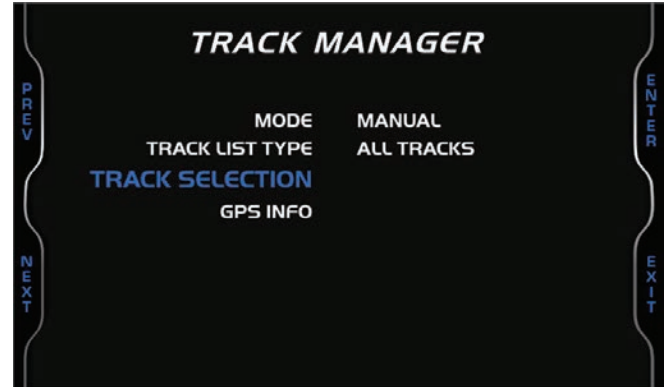 TRACK MANAGER
PREV
ENTER
MODE MANUAL
TRACK LIST TYPE ALL TRACKS
TRACK SELECTION
GPS INFO
NEXT
EXIT